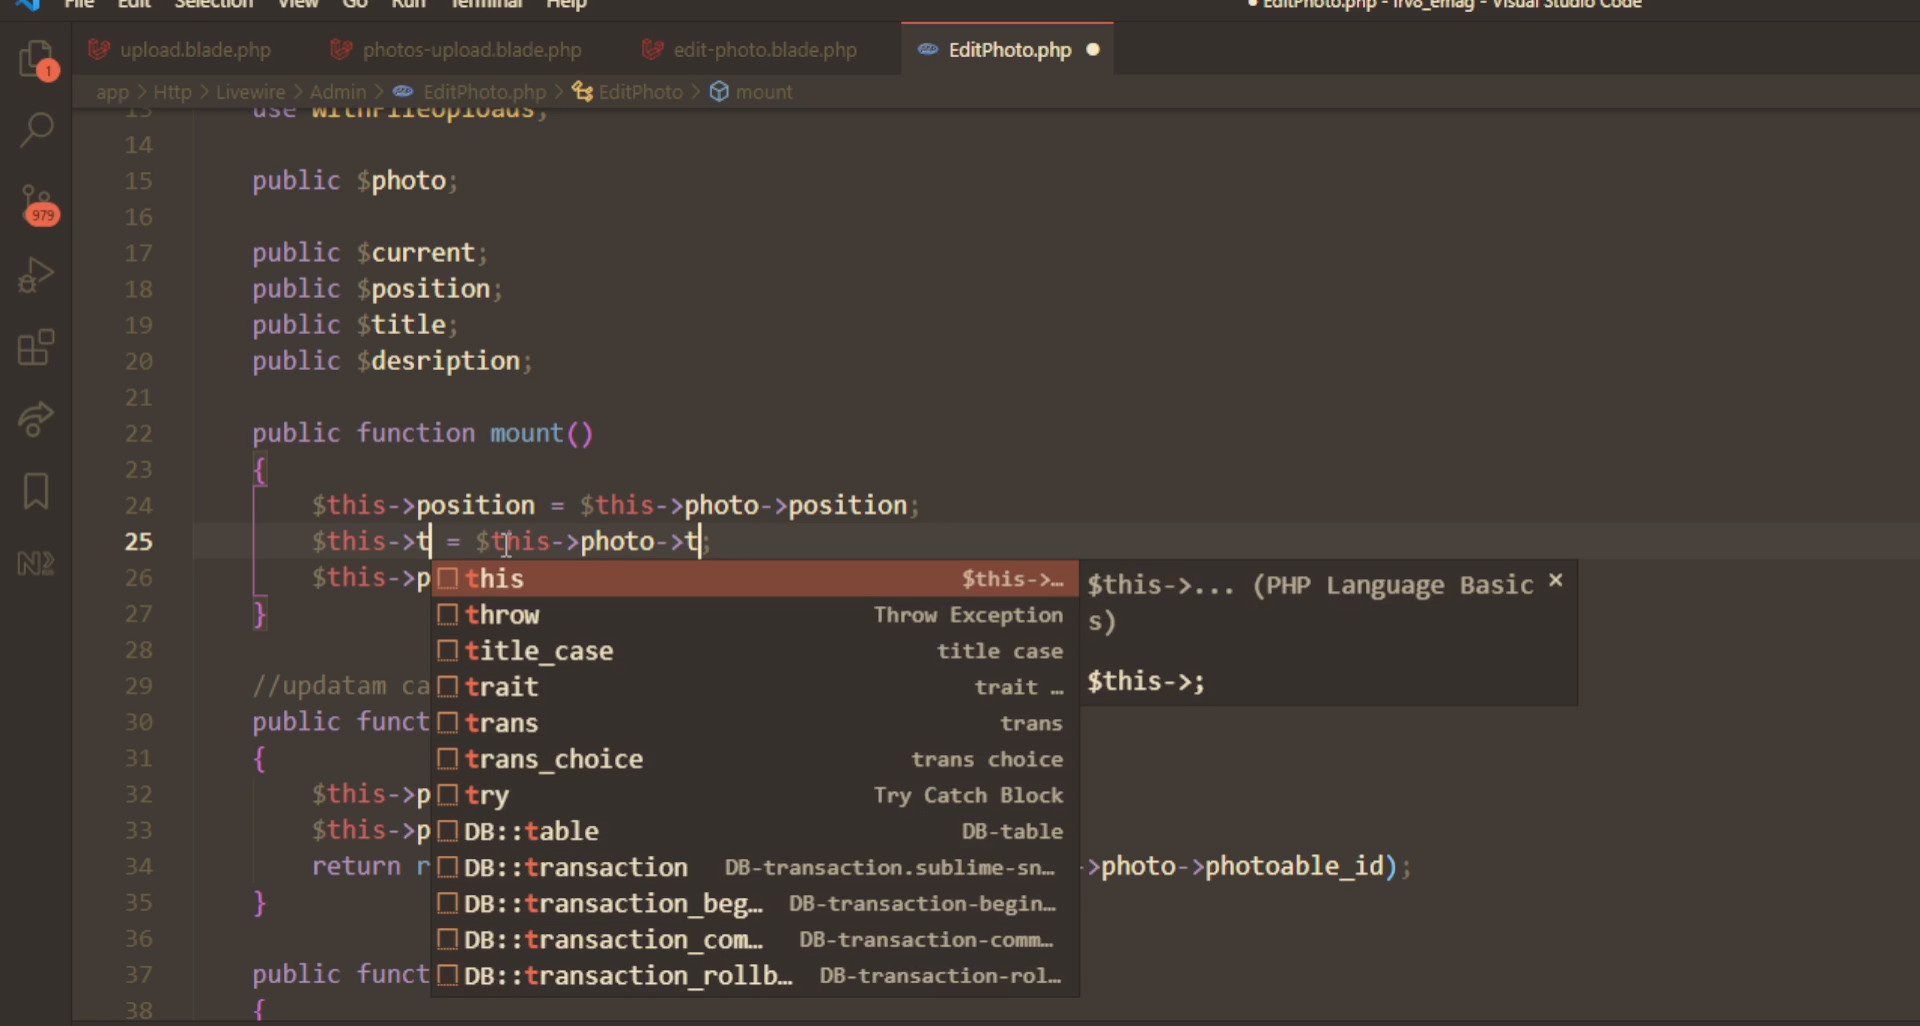 File Edit Selection View Go Run Terminal Help
● EditPhoto.php - lrv8_emag - Visual Studio Code
upload.blade.php photos-upload.blade.php edit-photo.blade.php EditPhoto.php ●
app > Http > Livewire > Admin > EditPhoto.php > EditPhoto > mount
1
979
13 use WithFileUploads;
14
15 public $photo;
16
17 public $current;
18 public $position;
19 public $title;
20 public $desription;
21
22 public function mount()
23 {
24 $this->position = $this->photo->position;
25 $this->t = $this->photo->t;
26 $this->p
27 }
28
29 //updatam ca
30 public funct
31 {
32 $this->p
33 $this->p
34 return r >photo->photoable_id);
35 }
36
37 public funct
38 {
this $this->…
throw Throw Exception
title_case title case
trait trait …
trans trans
trans_choice trans choice
try Try Catch Block
DB::table DB-table
DB::transaction DB-transaction.sublime-sn…
DB::transaction_beg… DB-transaction-begin…
DB::transaction_com… DB-transaction-comm…
DB::transaction_rollb… DB-transaction-rol…
$this->... (PHP Language Basic ×
s)
$this->;